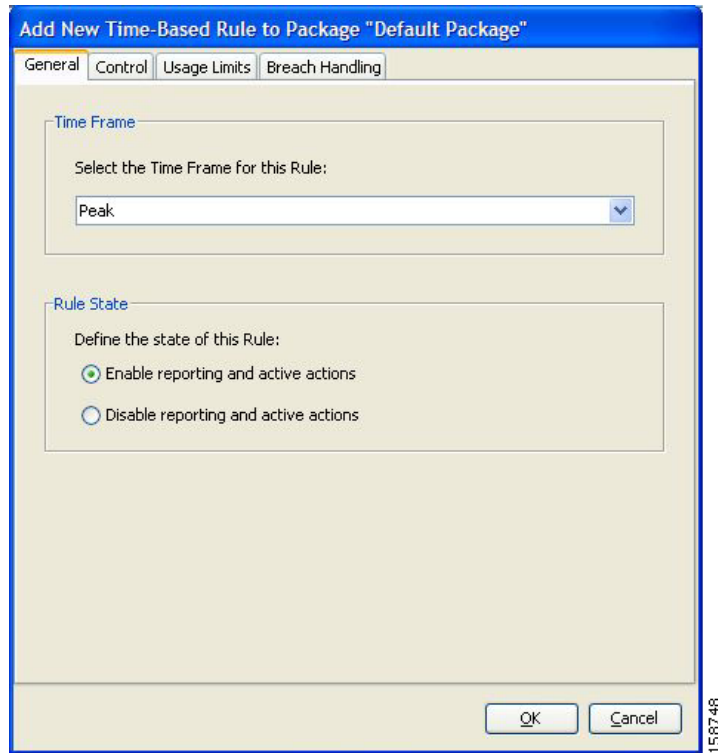 Add New Time-Based Rule to Package "Default Package"
General Control Usage Limits Breach Handling
Time Frame
Select the Time Frame for this Rule:
Peak
Rule State
Define the state of this Rule:
Enable reporting and active actions
Disable reporting and active actions
OK Cancel
58748